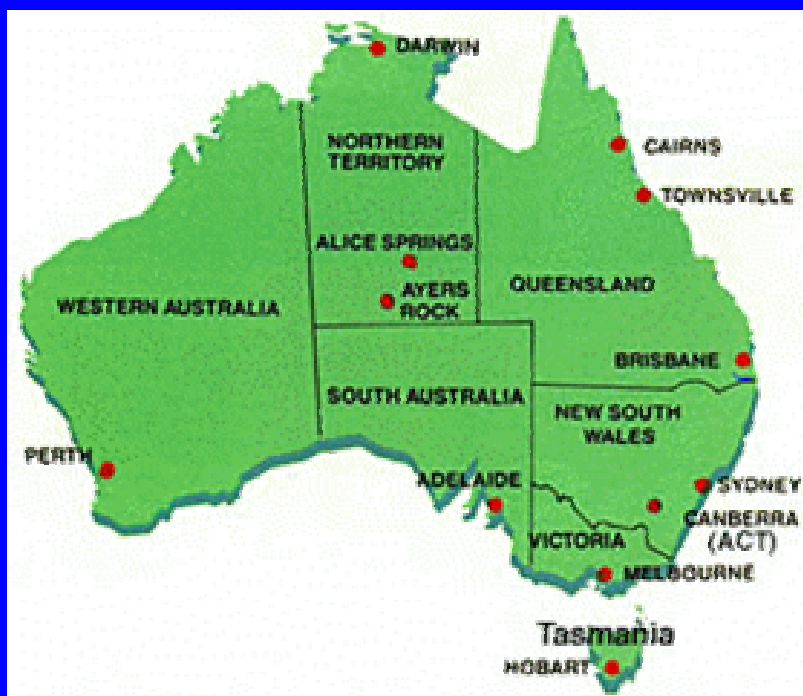 DARWIN
NORTHERN
TERRITORY
CAIRNS
TOWNSVILLE
ALICE SPRINGS
AYERS
ROCK
QUEENSLAND
WESTERN AUSTRALIA
BRISBANE
SOUTH AUSTRALIA
NEW SOUTH
WALES
PERTH
ADELAIDE
SYDNEY
CANBERRA
(ACT)
VICTORIA
MELBOURNE
Tasmania
HOBART